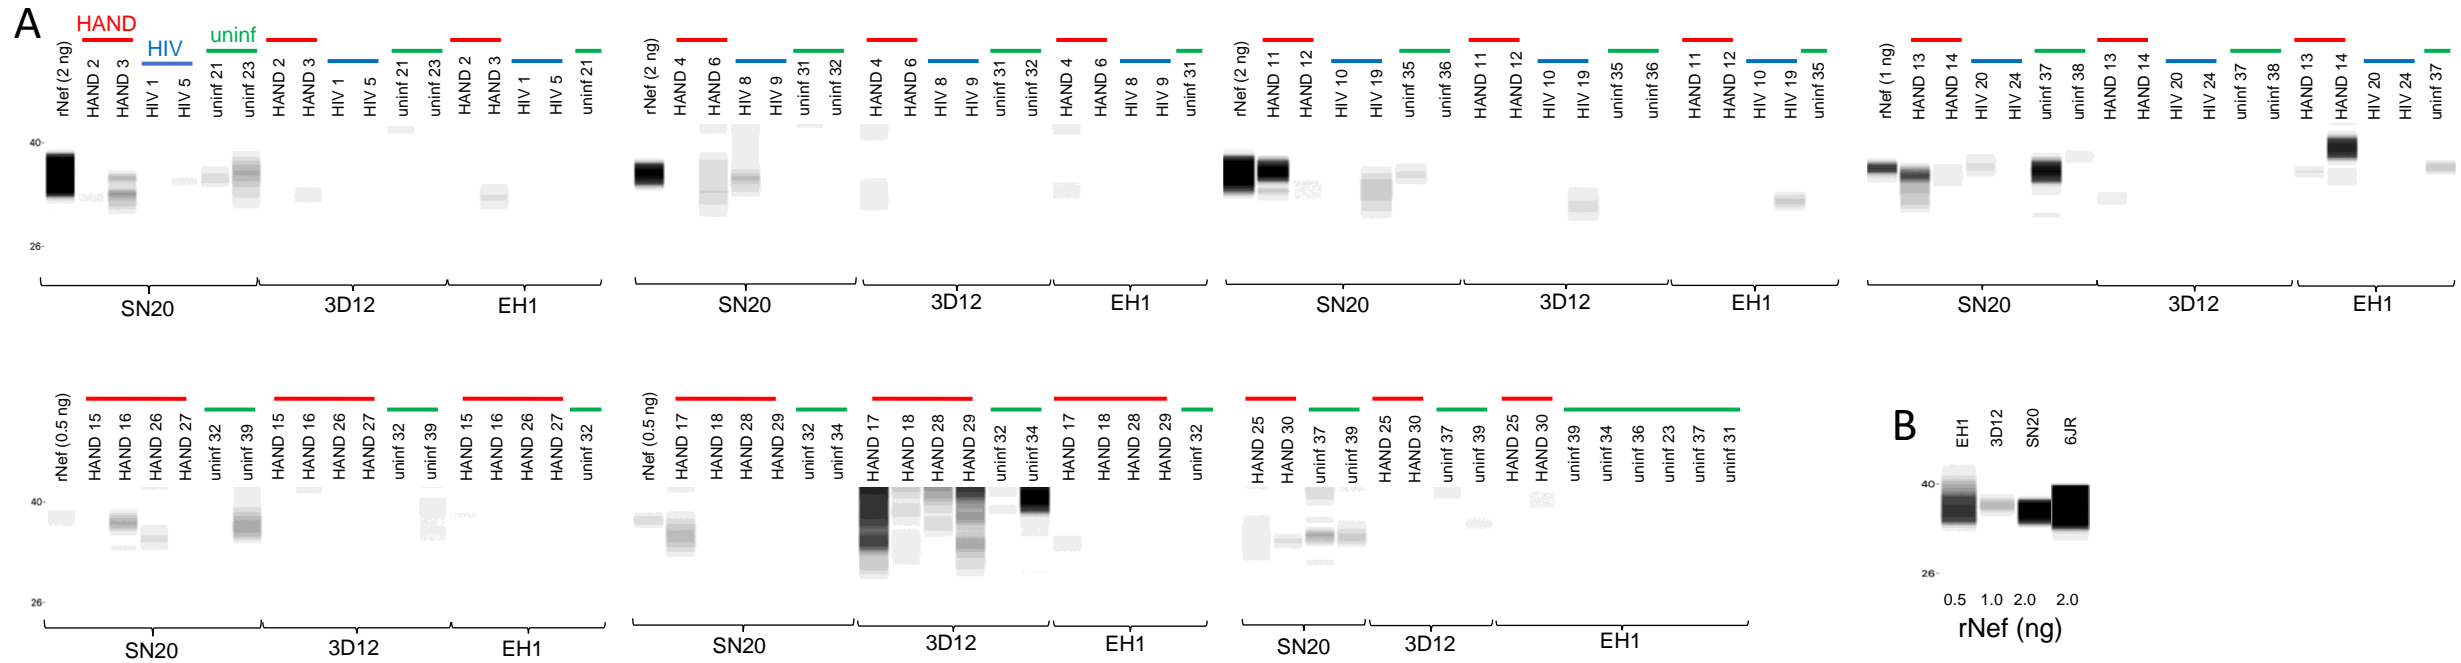 A
HAND
HIV
uninf
rNef (2 ng)
HAND 2
HAND 3
HIV 1
HIV 5
uninf 21
uninf 23
HAND 2
HAND 3
HIV 1
HIV 5
uninf 21
uninf 23
HAND 2
HAND 3
HIV 1
HIV 5
uninf 21
40-
26-
SN20
3D12
EH1
rNef (2 ng)
HAND 4
HAND 6
HIV 8
HIV 9
uninf 31
uninf 32
HAND 4
HAND 6
HIV 8
HIV 9
uninf 31
uninf 32
HAND 4
HAND 6
HIV 8
HIV 9
uninf 31
SN20
3D12
EH1
rNef (2 ng)
HAND 11
HAND 12
HIV 10
HIV 19
uninf 35
uninf 36
HAND 11
HAND 12
HIV 10
HIV 19
uninf 35
uninf 36
HAND 11
HAND 12
HIV 10
HIV 19
uninf 35
SN20
3D12
EH1
rNef (1 ng)
HAND 13
HAND 14
HIV 20
HIV 24
uninf 37
uninf 38
HAND 13
HAND 14
HIV 20
HIV 24
uninf 37
uninf 38
HAND 13
HAND 14
HIV 20
HIV 24
uninf 37
SN20
3D12
EH1
rNef (0.5 ng)
HAND 15
HAND 16
HAND 26
HAND 27
uninf 32
uninf 39
HAND 15
HAND 16
HAND 26
HAND 27
uninf 32
uninf 39
HAND 15
HAND 16
HAND 26
HAND 27
uninf 32
40-
26-
SN20
3D12
EH1
rNef (0.5 ng)
HAND 17
HAND 18
HAND 28
HAND 29
uninf 32
uninf 34
HAND 17
HAND 18
HAND 28
HAND 29
uninf 32
uninf 34
HAND 17
HAND 18
HAND 28
HAND 29
uninf 32
SN20
3D12
EH1
HAND 25
HAND 30
uninf 37
uninf 39
HAND 25
HAND 30
uninf 37
uninf 39
HAND 25
HAND 30
uninf 39
uninf 34
uninf 36
uninf 23
uninf 37
uninf 31
SN20
3D12
EH1
B
EH1
3D12
SN20
6JR
40-
26-
0.5 1.0 2.0 2.0
rNef (ng)